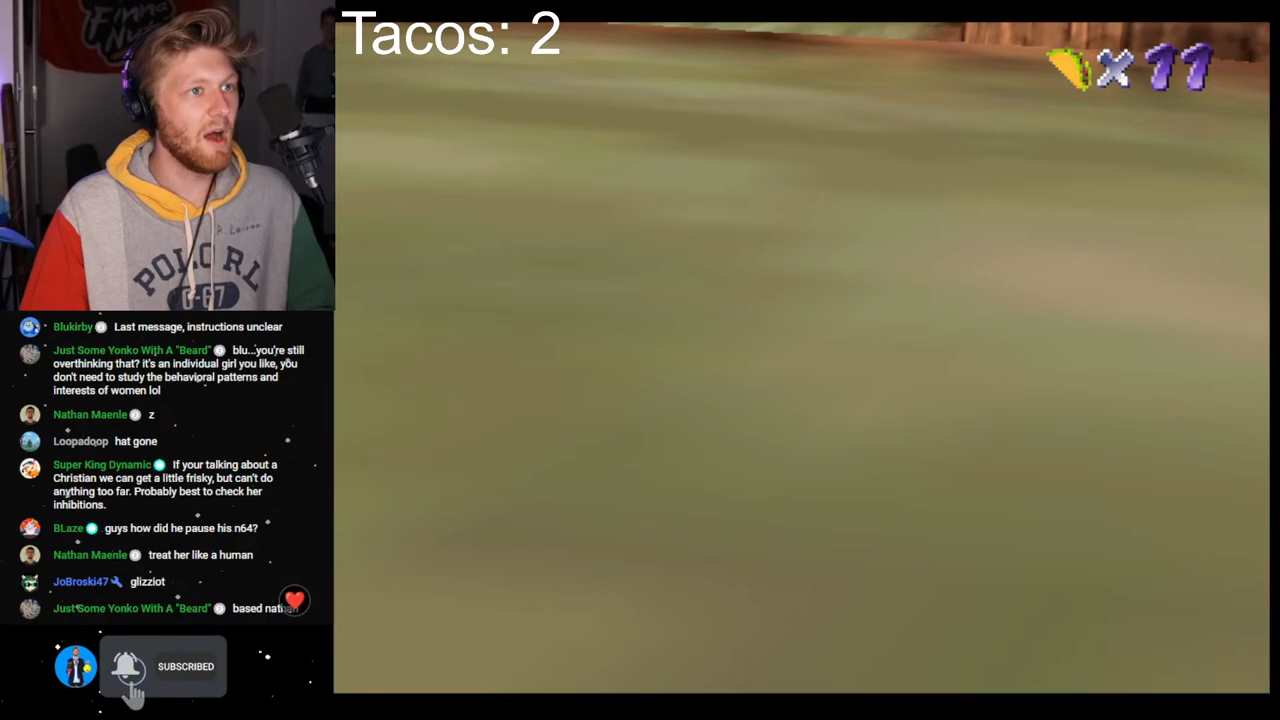 Finna
Tacos: 2
x 11
R. Lauren
POLO RL
G-67
Blukirby Last message, instructions unclear
Just Some Yonko With A "Beard" blu...you're still
overthinking that? it's an individual girl you like, you
don't need to study the behavioral patterns and
interests of women lol
Nathan Maenle z
Loopadoop hat gone
Super King Dynamic If your talking about a
Christian we can get a little frisky, but can't do
anything too far. Probably best to check her
inhibitions.
BLaze guys how did he pause his n64?
Nathan Maenle treat her like a human
JoBroski47 glizziot
Just Some Yonko With A "Beard" based nathan
SUBSCRIBED